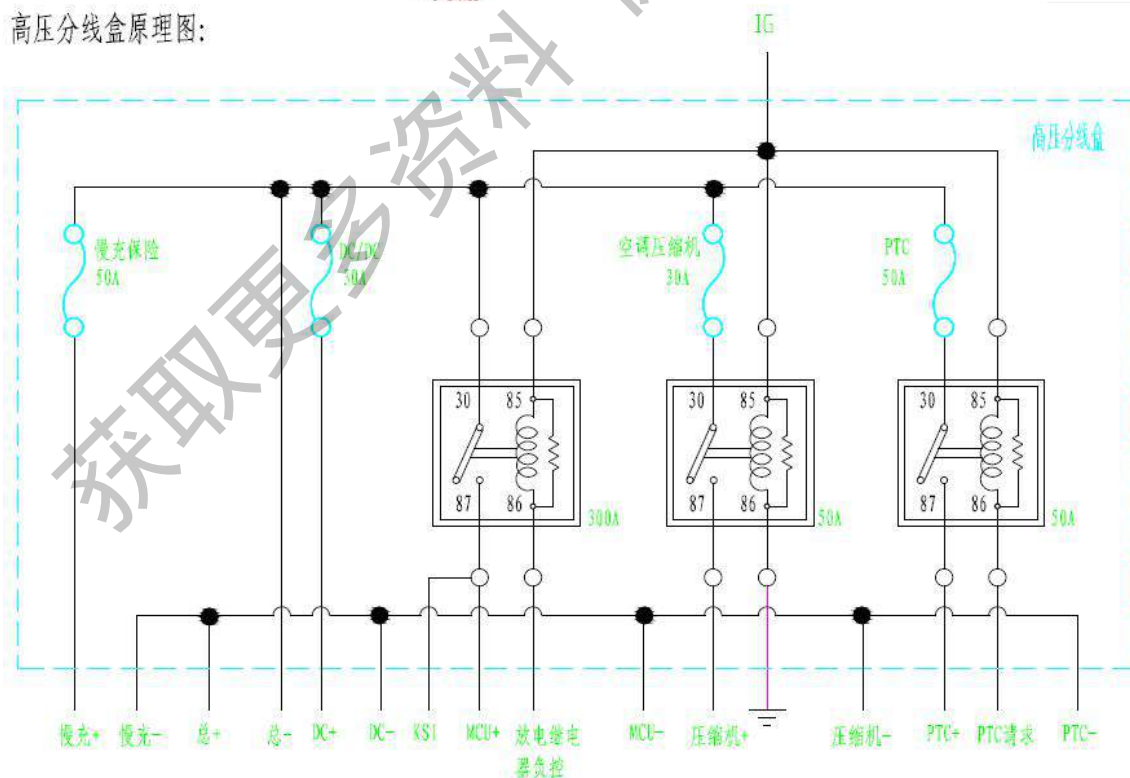 高压分线盒原理图:
IG
高压分线盒
慢充保险
50A
DC/DC
30A
空调压缩机
30A
PTC
50A
30 85
87 86
300A
30 85
87 86
50A
30 85
87 86
50A
慢充+ 慢充- 总+ 总- DC+ DC- KSI MCU+ 放电继电 MCU- 压缩机+ 压缩机- PTC+ PTC请求 PTC-
器负控
获取更多资料